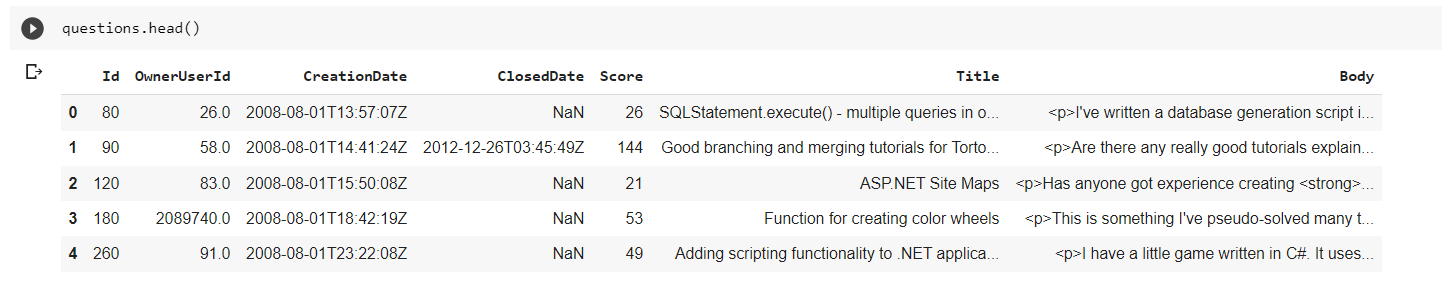 questions.head()
Id OwnerUserId CreationDate ClosedDate Score Title Body
0 80 26.0 2008-08-01T13:57:07Z NaN 26 SQLStatement.execute() - multiple queries in o... <p>I've written a database generation script i...
1 90 58.0 2008-08-01T14:41:24Z 2012-12-26T03:45:49Z 144 Good branching and merging tutorials for Torto... <p>Are there any really good tutorials explain...
2 120 83.0 2008-08-01T15:50:08Z NaN 21 ASP.NET Site Maps <p>Has anyone got experience creating <strong>...
3 180 2089740.0 2008-08-01T18:42:19Z NaN 53 Function for creating color wheels <p>This is something I've pseudo-solved many t...
4 260 91.0 2008-08-01T23:22:08Z NaN 49 Adding scripting functionality to .NET applica... <p>I have a little game written in C#. It uses...